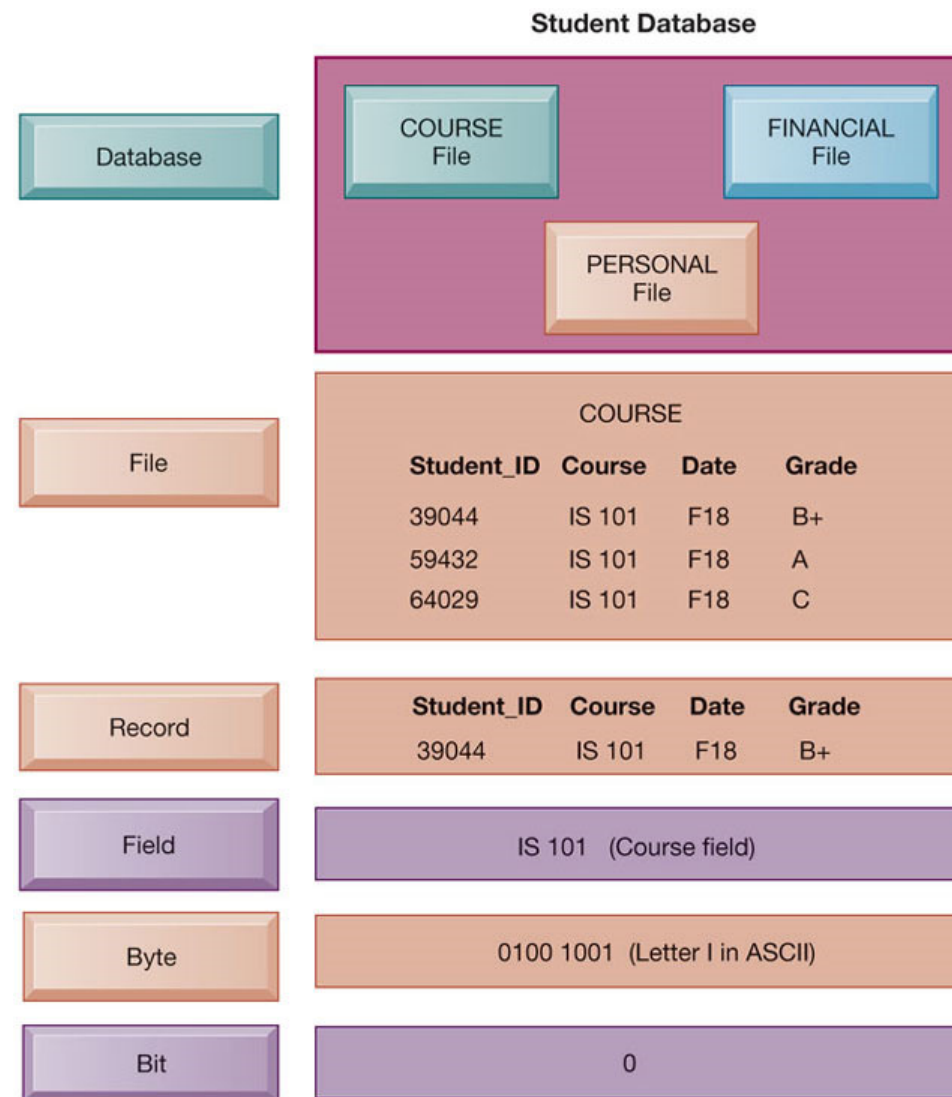 Student Database
Database
COURSE
File
FINANCIAL
File
PERSONAL
File
File
COURSE
Student_ID Course Date Grade
39044 IS 101 F18 B+
59432 IS 101 F18 A
64029 IS 101 F18 C
Record
Student_ID Course Date Grade
39044 IS 101 F18 B+
Field
IS 101 (Course field)
Byte
0100 1001 (Letter I in ASCII)
Bit
0